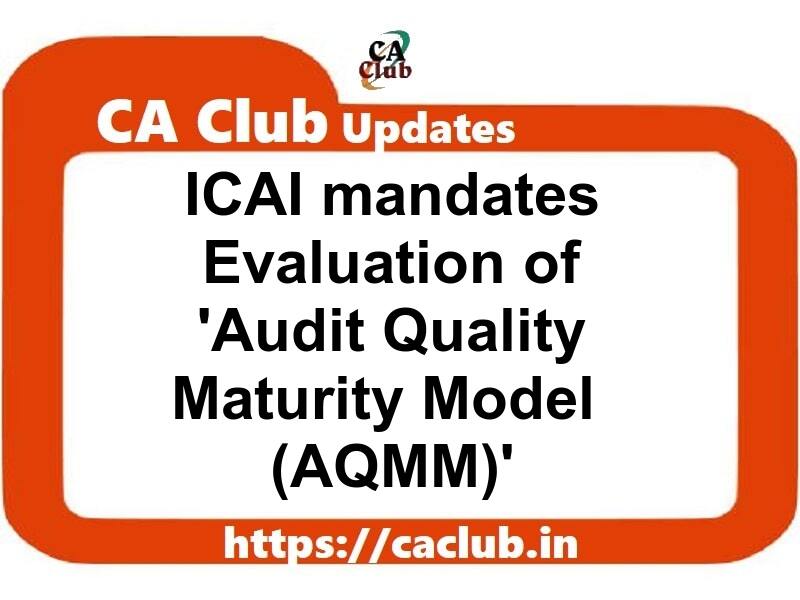 CA
Club
CA Club Updates
ICAI mandates
Evaluation of
'Audit Quality
Maturity Model
(AQMM)'
https://caclub.in